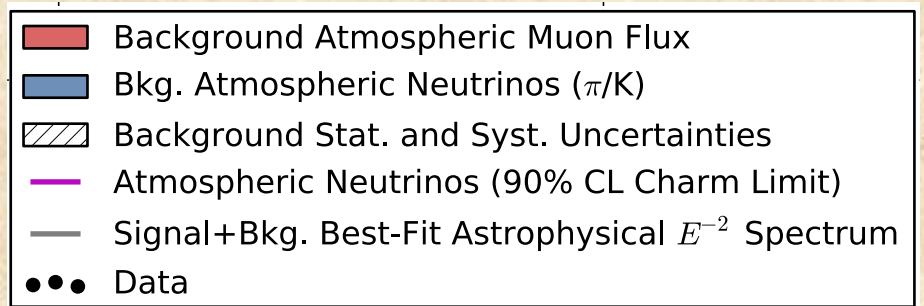 Background Atmospheric Muon Flux
Bkg. Atmospheric Neutrinos (π/K)
Background Stat. and Syst. Uncertainties
Atmospheric Neutrinos (90% CL Charm Limit)
Signal+Bkg. Best-Fit Astrophysical E⁻² Spectrum
Data